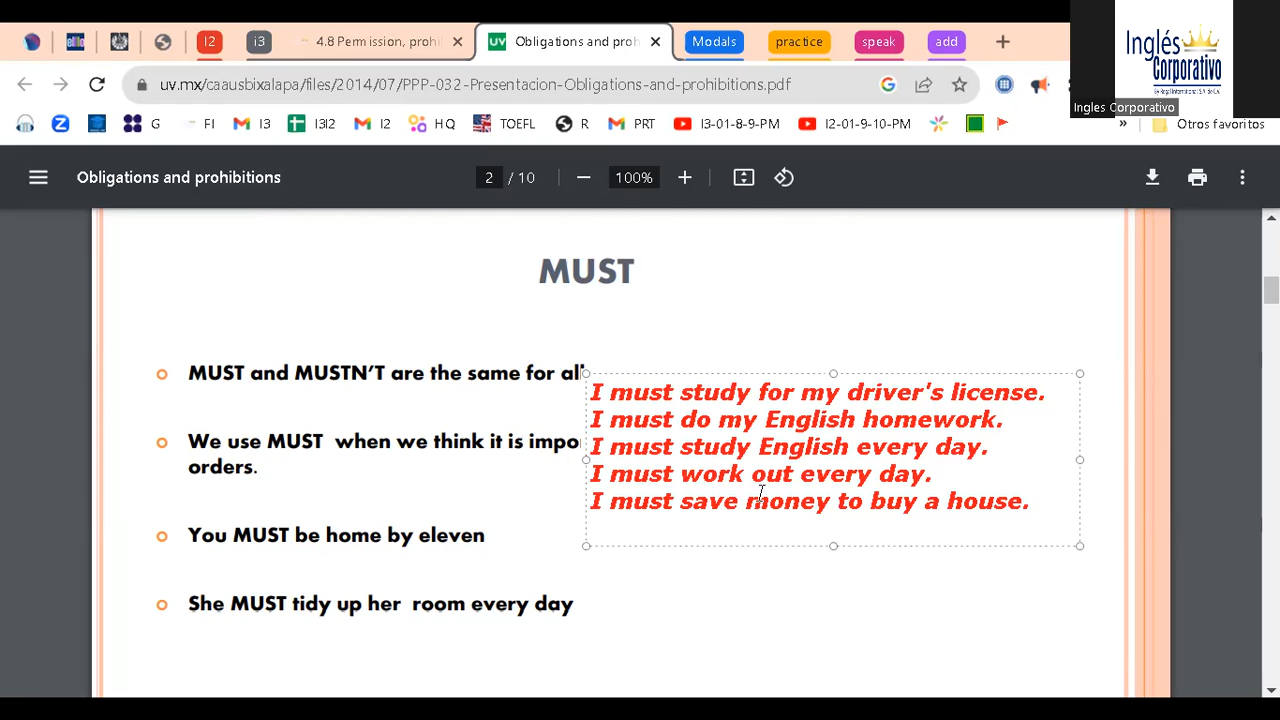 I2
i3
4.8 Permission, prohi
UV
Obligations and proh
Modals
practice
speak
add
Inglés
Corporativo
Ingles Corporativo
uv.mx/caausbixalapa/files/2014/07/PPP-032-Presentacion-Obligations-and-prohibitions.pdf
G
FI
I3
I3I2
I2
HQ
TOEFL
R
PRT
I3-01-8-9-PM
I2-01-9-10-PM
»
Otros favoritos
Obligations and prohibitions
2 / 10
100%
MUST
MUST and MUSTN'T are the same for all
We use MUST when we think it is impo
orders.
You MUST be home by eleven
She MUST tidy up her room every day
I must study for my driver's license.
I must do my English homework.
I must study English every day.
I must work out every day.
I must save money to buy a house.